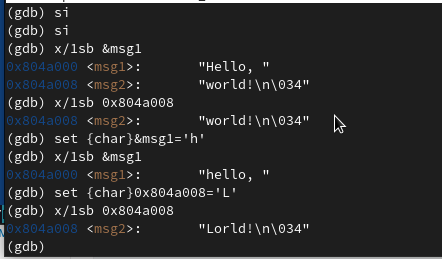 (gdb) si
(gdb) si
(gdb) x/1sb &msg1
0x804a000 <msg1>:       "Hello, "
0x804a008 <msg2>:       "world!\n\034"
(gdb) x/1sb 0x804a008
0x804a008 <msg2>:       "world!\n\034"
(gdb) set {char}&msg1='h'
(gdb) x/1sb &msg1
0x804a000 <msg1>:       "hello, "
(gdb) set {char}0x804a008='L'
(gdb) x/1sb 0x804a008
0x804a008 <msg2>:       "Lorld!\n\034"
(gdb)